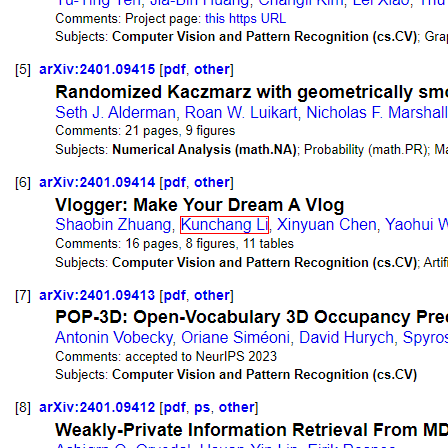 Comments: Project page: this https URL
Subjects: Computer Vision and Pattern Recognition (cs.CV);
[5] arXiv:2401.09415 [pdf, other]
Randomized Kaczmarz with geometrically
Seth J. Alderman, Roan W. Luikart, Nicholas F. Marshall
Comments: 21 pages, 9 figures
Subjects: Numerical Analysis (math.NA); Probability (math.PR);
[6] arXiv:2401.09414 [pdf, other]
Vlogger: Make Your Dream A Vlog
Shaobin Zhuang, Kunchang Li, Xinyuan Chen, Yaohui
Comments: 16 pages, 8 figures, 11 tables
Subjects: Computer Vision and Pattern Recognition (cs.CV);
[7] arXiv:2401.09413 [pdf, other]
POP-3D: Open-Vocabulary 3D Occupancy
Antonin Vobecky, Oriane Siméoni, David Hurych,
Comments: accepted to NeurIPS 2023
Subjects: Computer Vision and Pattern Recognition (cs.CV)
[8] arXiv:2401.09412 [pdf, ps, other]
Weakly-Private Information Retrieval From